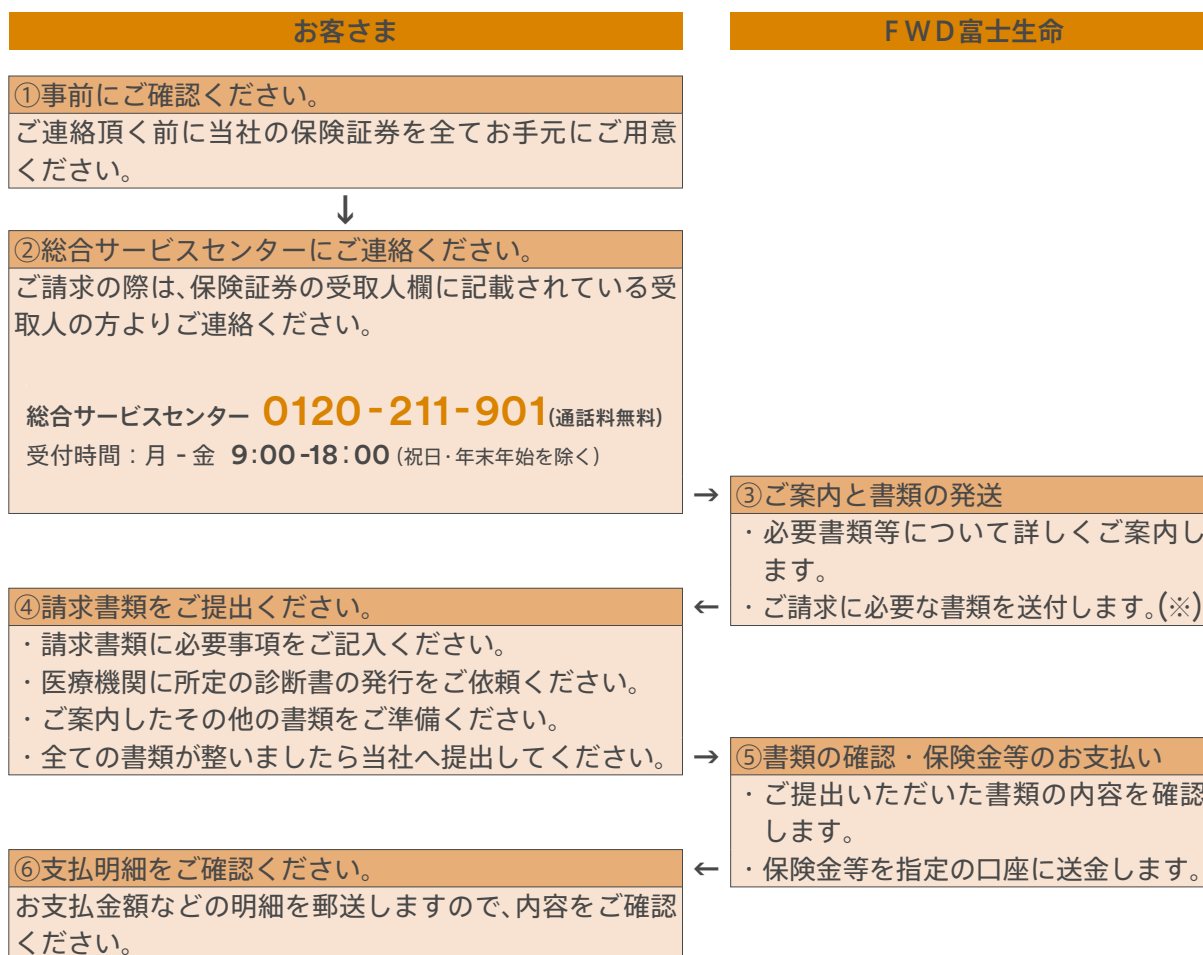 お客さま
FWD富士生命
①事前にご確認ください。
ご連絡頂く前に当社の保険証券を全てお手元にご用意
ください。
↓
②総合サービスセンターにご連絡ください。
ご請求の際は、保険証券の受取人欄に記載されている受
取人の方よりご連絡ください。
総合サービスセンター 0120-211-901(通話料無料)
受付時間：月-金 9:00-18:00(祝日・年末年始を除く)
→
③ご案内と書類の発送
・必要書類等について詳しくご案内し
ます。
・ご請求に必要な書類を送付します。(※)
←
④請求書類をご提出ください。
・請求書類に必要事項をご記入ください。
・医療機関に所定の診断書の発行をご依頼ください。
・ご案内したその他の書類をご準備ください。
・全ての書類が整いましたら当社へ提出してください。
→
⑤書類の確認・保険金等のお支払い
・ご提出いただいた書類の内容を確認
します。
・保険金等を指定の口座に送金します。
←
⑥支払明細をご確認ください。
お支払金額などの明細を郵送しますので、内容をご確認
ください。